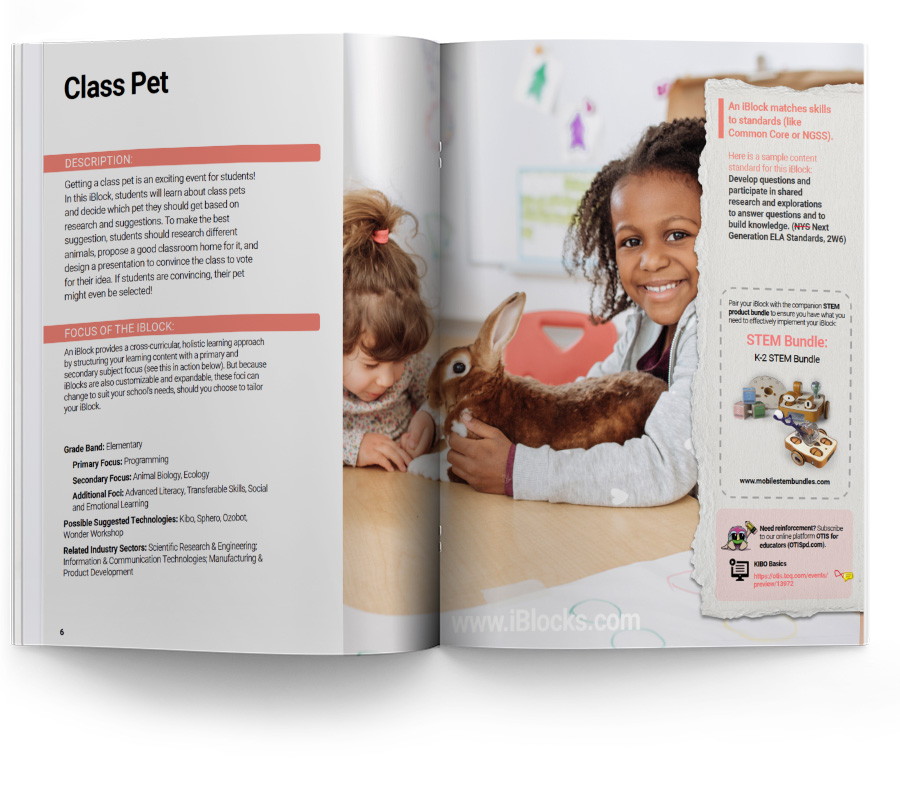 Class Pet
DESCRIPTION:
Getting a class pet is an exciting event for students!
In this iBlock, students will learn about class pets
and decide which pet they should get based on
research and suggestions. To make the best
suggestion, students should research different
animals, propose a good classroom home for it, and
design a presentation to convince the class to vote
for their idea. If students are convincing, their pet
might even be selected!
FOCUS OF THE IBLOCK:
An iBlock provides a cross-curricular, holistic learning approach
by structuring your learning content with a primary and
secondary subject focus (see this in action below). But because
iBlocks are also customizable and expandable, these foci can
change to suit your school's needs, should you choose to tailor
your iBlock.
Grade Band: Elementary
Primary Focus: Programming
Secondary Focus: Animal Biology, Ecology
Additional Foci: Advanced Literacy, Transferable Skills, Social
and Emotional Learning
Possible Suggested Technologies: Kibo, Sphero, Ozobot,
Wonder Workshop
Related Industry Sectors: Scientific Research & Engineering;
Information & Communication Technologies; Manufacturing &
Product Development
6
An iBlock matches skills
to standards (like
Common Core or NGSS).
Here is a sample content
standard for this iBlock:
Develop questions and
participate in shared
research and explorations
to answer questions and to
build knowledge. (NYS Next
Generation ELA Standards, 2W6)
Pair your iBlock with the companion STEM
product bundle to ensure you have what you
need to effectively implement your iBlock:
STEM Bundle:
K-2 STEM Bundle
www.mobilestembundles.com
Need reinforcement? Subscribe
to our online platform OTIS for
educators (OTISpd.com).
KIBO Basics
https://otis.teq.com/events/
preview/13972
www.iBlocks.com